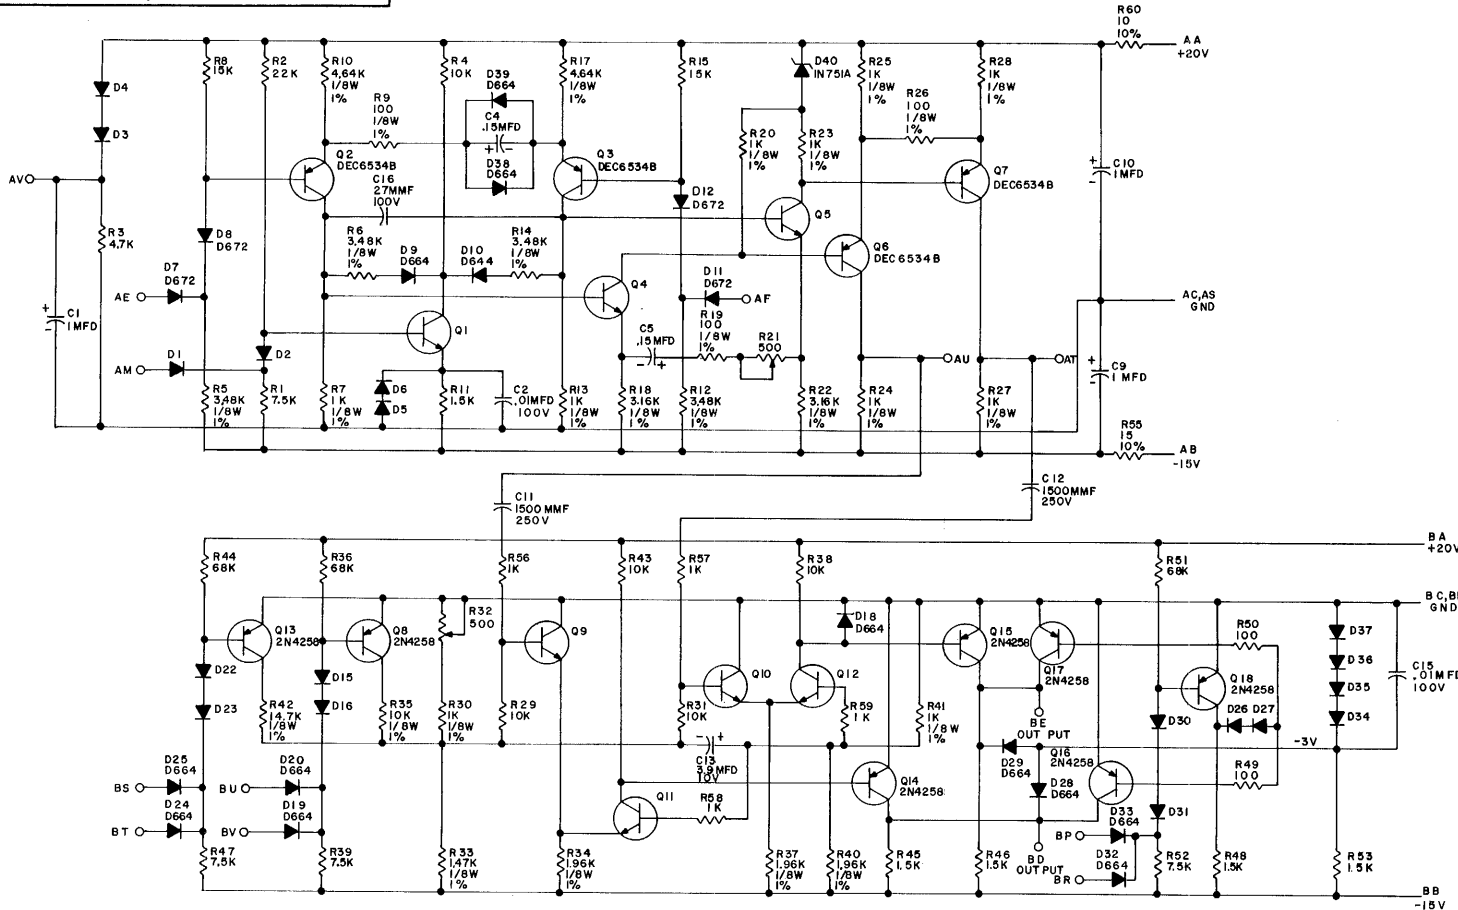 R60
10
10%
AA
+20V
R8
15K
R2
22K
R10
4.64K
1/8W
1%
R4
10K
D39
D664
R17
4.64K
1/8W
1%
R15
15K
D40
IN751A
R25
1K
1/8W
1%
R28
1K
1/8W
1%
D4
D3
R9
100
1/8W
1%
C4
.15MFD
+ -
D38
D664
R20
1K
1/8W
1%
R23
1K
1/8W
1%
R26
100
1/8W
1%
AV
Q2
DEC6534B
Q3
DEC6534B
Q7
DEC6534B
+
-
C10
1MFD
C16
27MMF
100V
D12
D672
Q5
R3
4.7K
D8
D672
R6
3.48K
1/8W
1%
D9
D664
D10
D644
R14
3.48K
1/8W
1%
Q6
DEC6534B
D7
D672
AE
Q4
D11
D672
AF
AC,AS
GND
+
-
C1
1MFD
Q1
C5
.15MFD
- +
R19
100
1/8W
1%
R21
500
AU
AT
D1
AM
D2
+
-
C9
1 MFD
R5
3.48K
1/8W
1%
R1
7.5K
R7
1K
1/8W
1%
D6
D5
R11
1.5K
C2
.01MFD
100V
R13
1K
1/8W
1%
R18
3.16K
1/8W
1%
R12
3.48K
1/8W
1%
R22
3.16K
1/8W
1%
R24
1K
1/8W
1%
R27
1K
1/8W
1%
R55
15
10%
AB
-15V
C11
1500 MMF
250V
C12
1500MMF
250V
BA
+20V
R44
68K
R36
68K
R56
1K
R43
10K
R57
1K
R38
10K
R51
68K
R32
500
D18
D664
GND
Q13
2N4258
Q8
2N4258
Q9
Q15
2N4258
Q17
2N4258
R50
100
D37
D36
D35
D34
C15
.01MFD
100V
D22
D23
D15
D16
Q10
Q12
Q18
2N4258
R42
14.7K
1/8W
1%
R35
10K
1/8W
1%
R30
1K
1/8W
1%
R29
10K
R31
10K
R59
1K
R41
1K
1/8W
1%
BE
OUT PUT
D30
D26
D27
-3V
D25
D664
BS
D24
D664
BT
D20
D664
BU
D19
D664
BV
- +
C13
3.9MFD
10V
D29
D664
Q16
2N4258
D28
D664
Q14
2N4258
R49
100
Q11
R58
1K
D31
D33
D664
BP
D32
D664
BR
BD
OUT PUT
R47
7.5K
R39
7.5K
R33
1.47K
1/8W
1%
R34
1.96K
1/8W
1%
R37
1.96K
1/8W
1%
R40
1.96K
1/8W
1%
R45
1.5K
R46
1.5K
R52
7.5K
R48
1.5K
R53
1.5K
BB
-15V